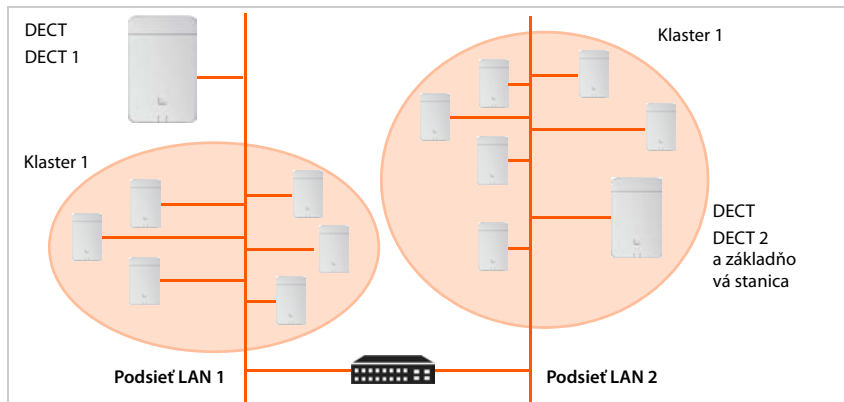 DECT
DECT 1
Klaster 1
Klaster 1
DECT
DECT 2
a základňo
vá stanica
Podsieť LAN 1
Podsieť LAN 2